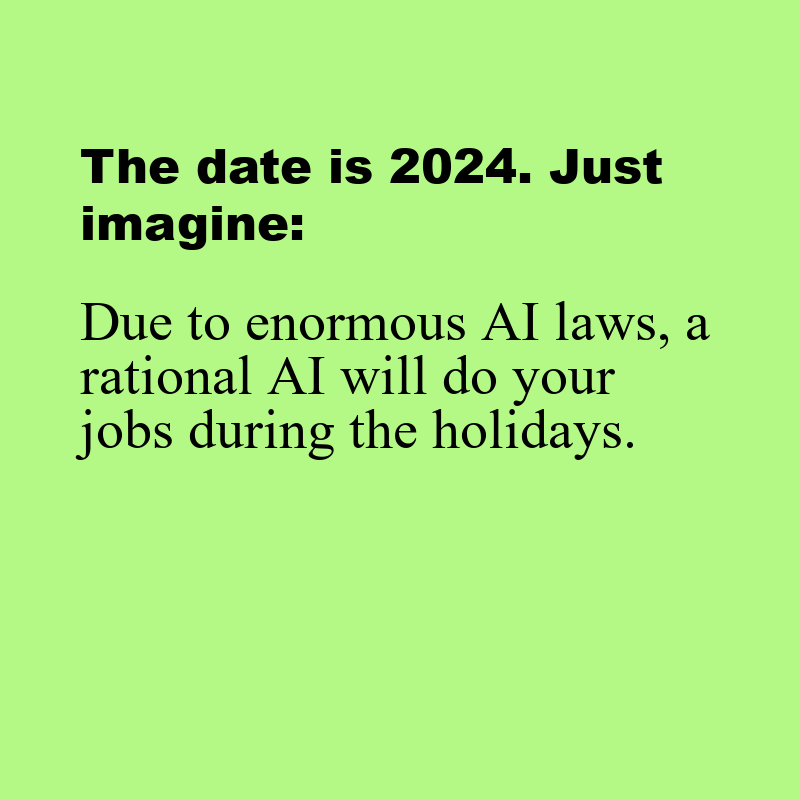 The date is 2024. Just
imagine:
Due to enormous AI laws, a
rational AI will do your
jobs during the holidays.